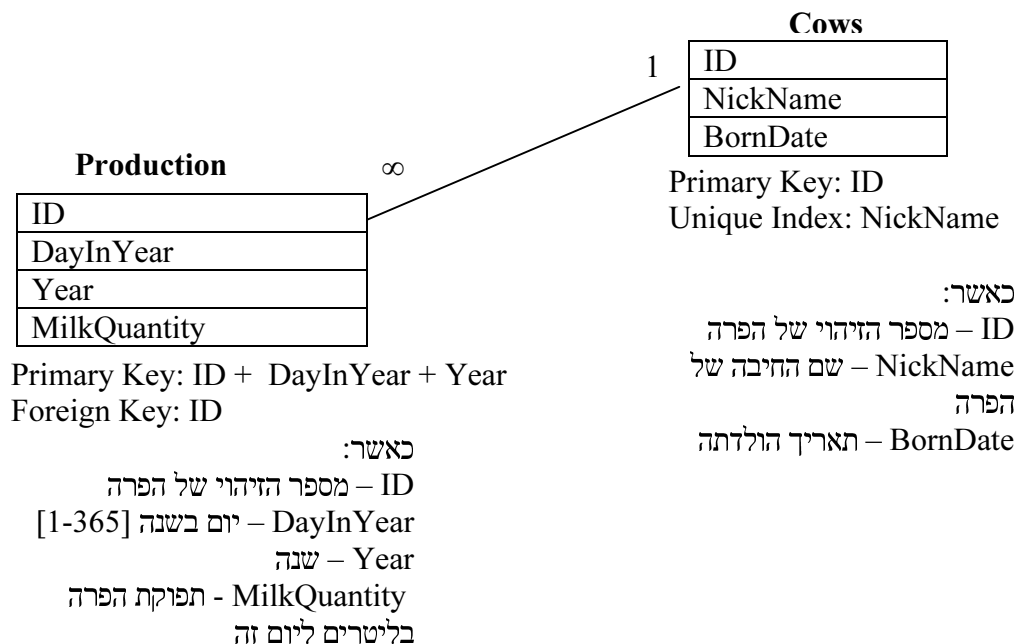 Cows
1
ID
NickName
BornDate
Primary Key: ID
Unique Index: NickName
כאשר:
ID – מספר הזיהוי של הפרה
NickName – שם החיבה של
הפרה
BornDate – תאריך הולדתה
Production
∞
ID
DayInYear
Year
MilkQuantity
Primary Key: ID + DayInYear + Year
Foreign Key: ID
כאשר:
ID – מספר הזיהוי של הפרה
DayInYear – יום בשנה [1-365]
Year – שנה
MilkQuantity - תפוקת הפרה
בליטרים ליום זה